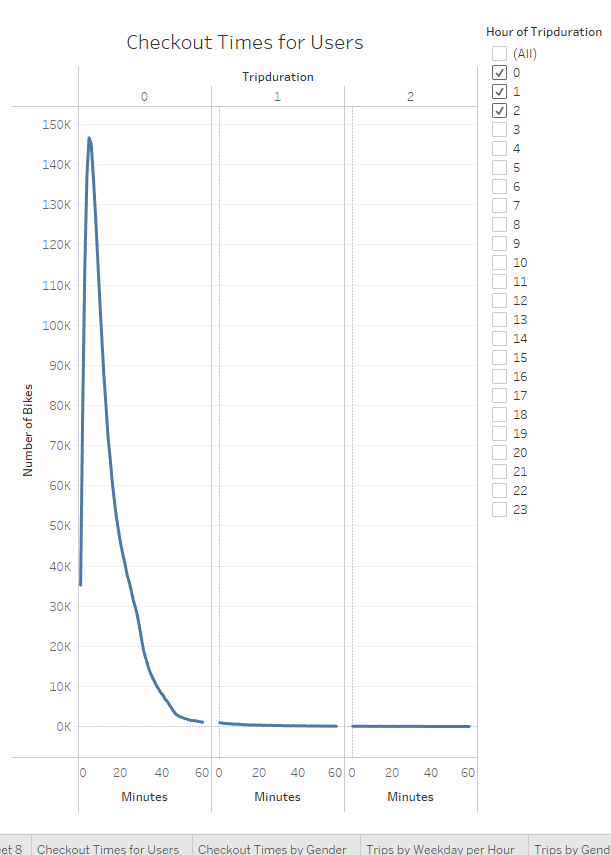 Checkout Times for Users
Tripduration
0 1 2
150K
140K
130K
120K
110K
100K
90K
80K
70K
60K
50K
40K
30K
20K
10K
0K
Number of Bikes
0 20 40 60 0 20 40 60 0 20 40 60
Minutes Minutes Minutes
Hour of Tripduration
(All)
0
1
2
3
4
5
6
7
8
9
10
11
12
13
14
15
16
17
18
19
20
21
22
23
eet 8 Checkout Times for Users Checkout Times by Gender Trips by Weekday per Hour Trips by Gend